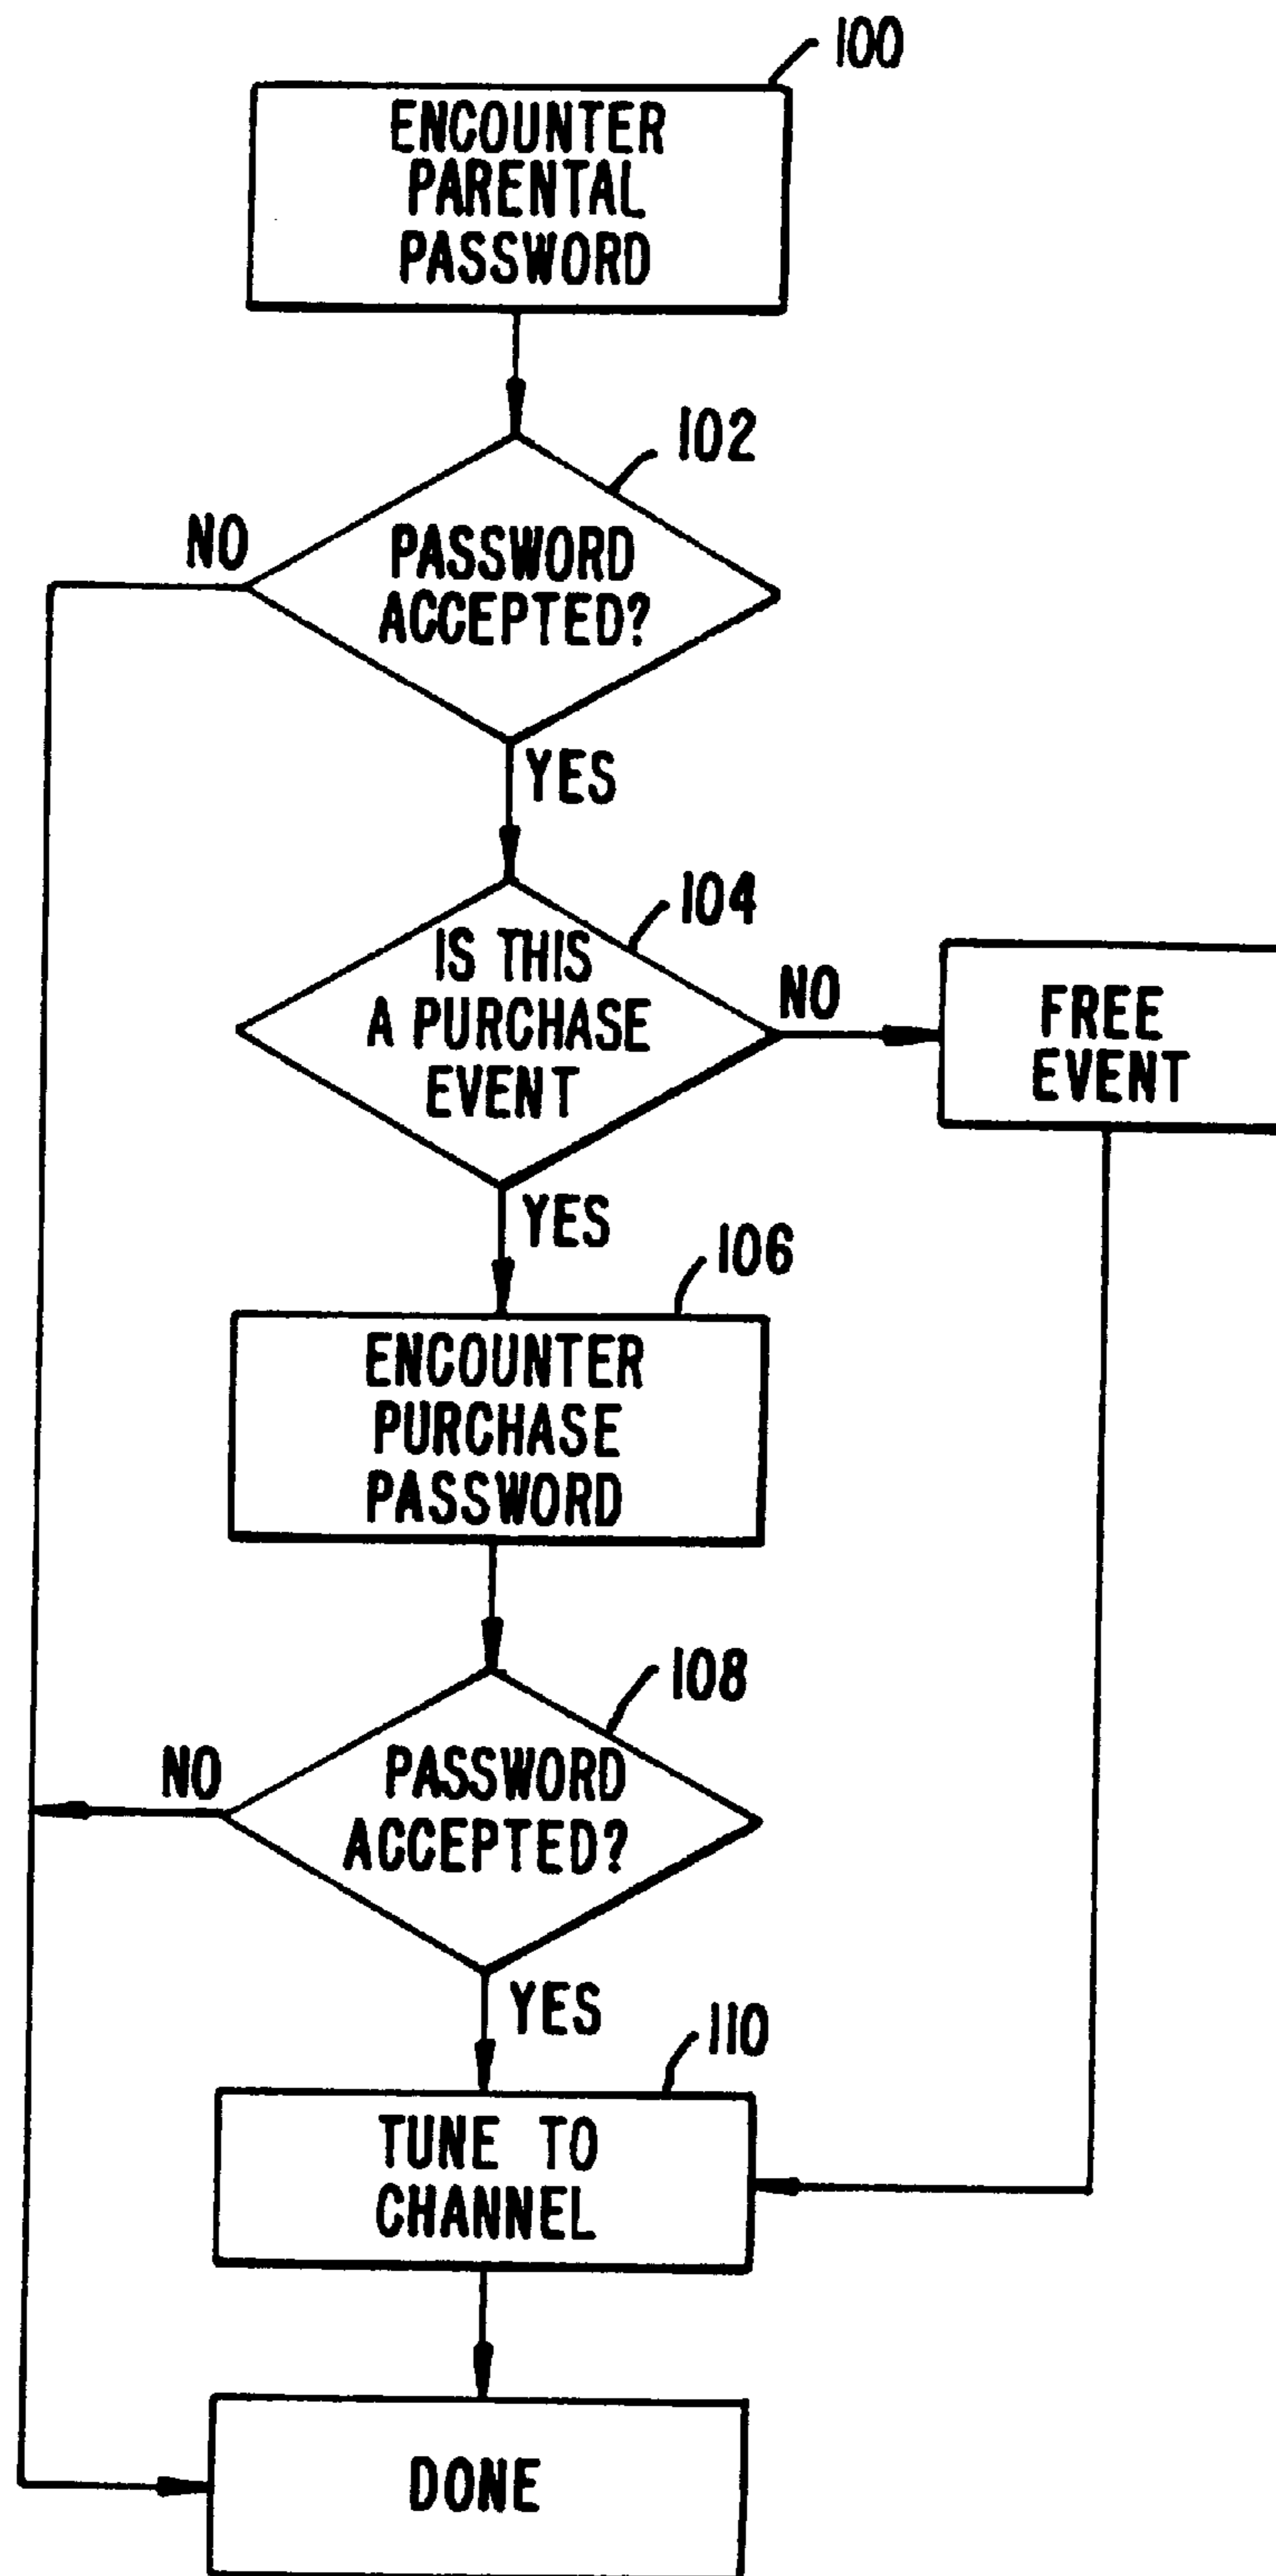 100
ENCOUNTER
PARENTAL
PASSWORD
102
NO
PASSWORD
ACCEPTED?
YES
104
IS THIS
A PURCHASE
EVENT
NO
FREE
EVENT
YES
106
ENCOUNTER
PURCHASE
PASSWORD
108
NO
PASSWORD
ACCEPTED?
YES
110
TUNE TO
CHANNEL
DONE